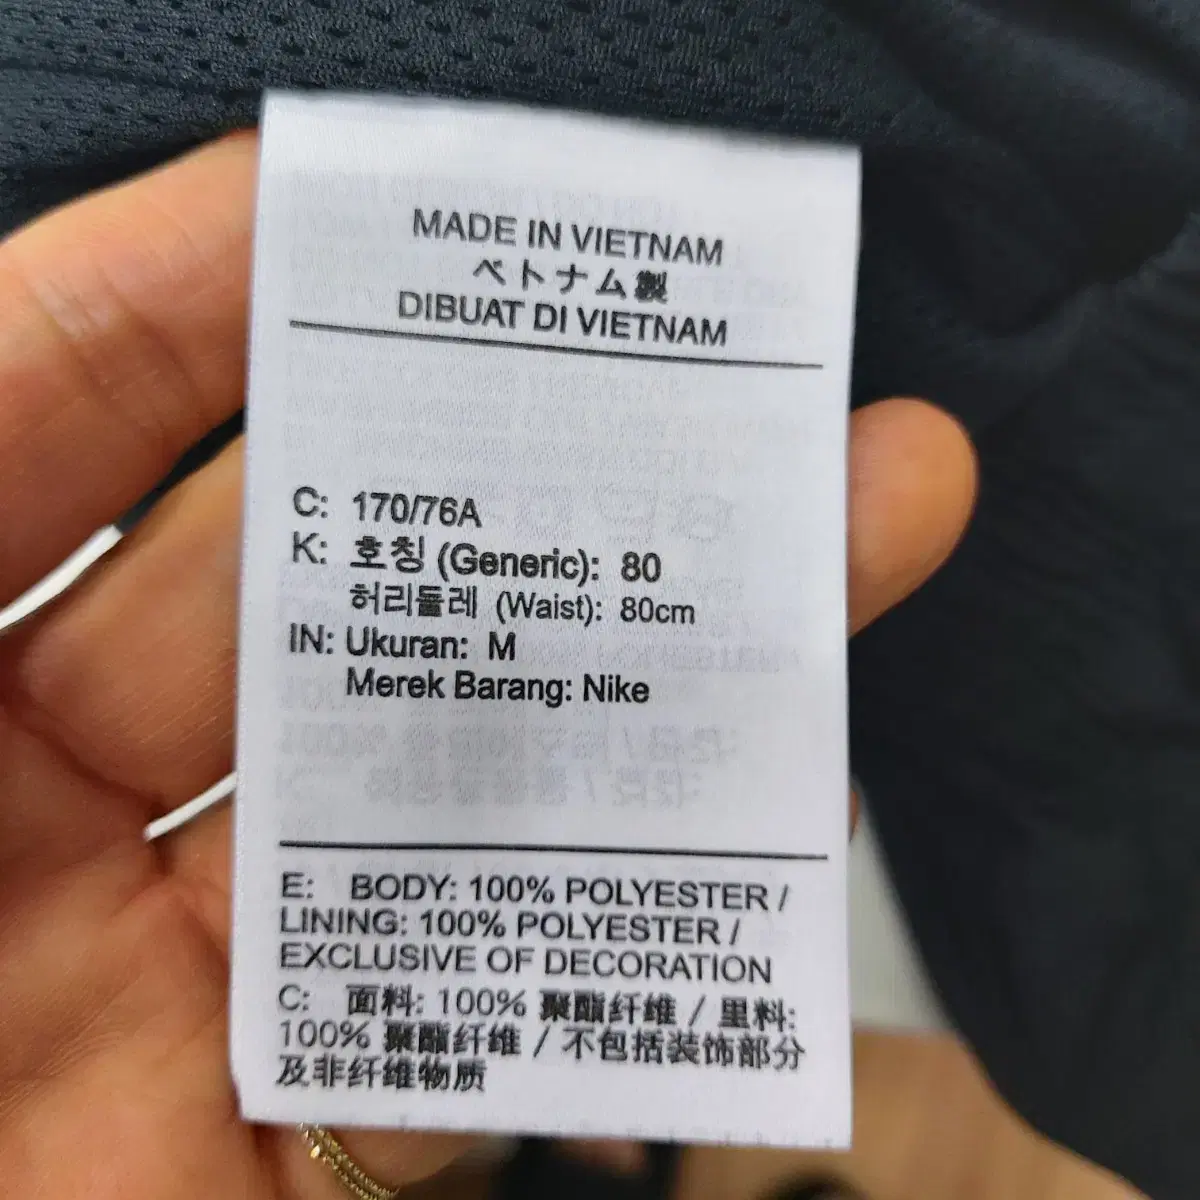 MADE IN VIETNAM
ベトナム製
DIBUAT DI VIETNAM
C: 170/76A
K: 호칭 (Generic): 80
허리둘레 (Waist): 80cm
IN: Ukuran: M
Merek Barang: Nike
E: BODY: 100% POLYESTER /
LINING: 100% POLYESTER /
EXCLUSIVE OF DECORATION
C: 面料: 100% 聚酯纤维 / 里料:
100% 聚酯纤维 / 不包括装饰部分
及非纤维物质